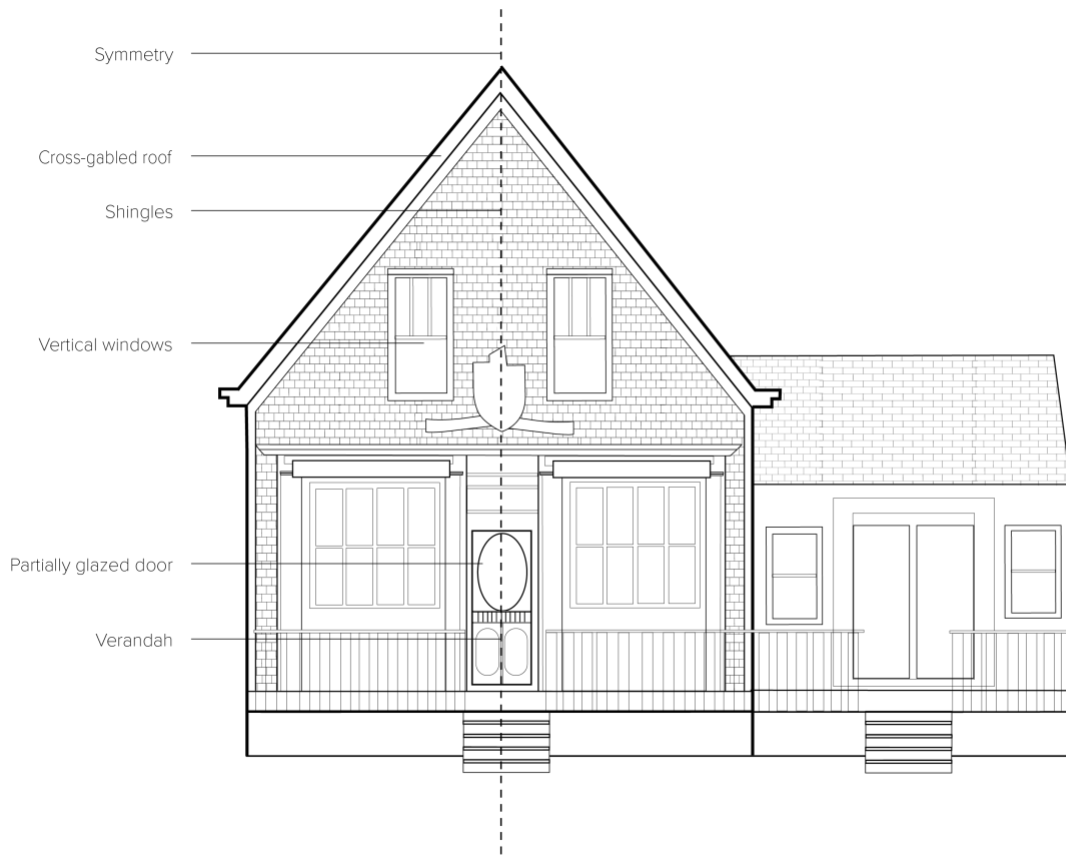 Symmetry
Cross-gabled roof
Shingles
Vertical windows
Partially glazed door
Verandah